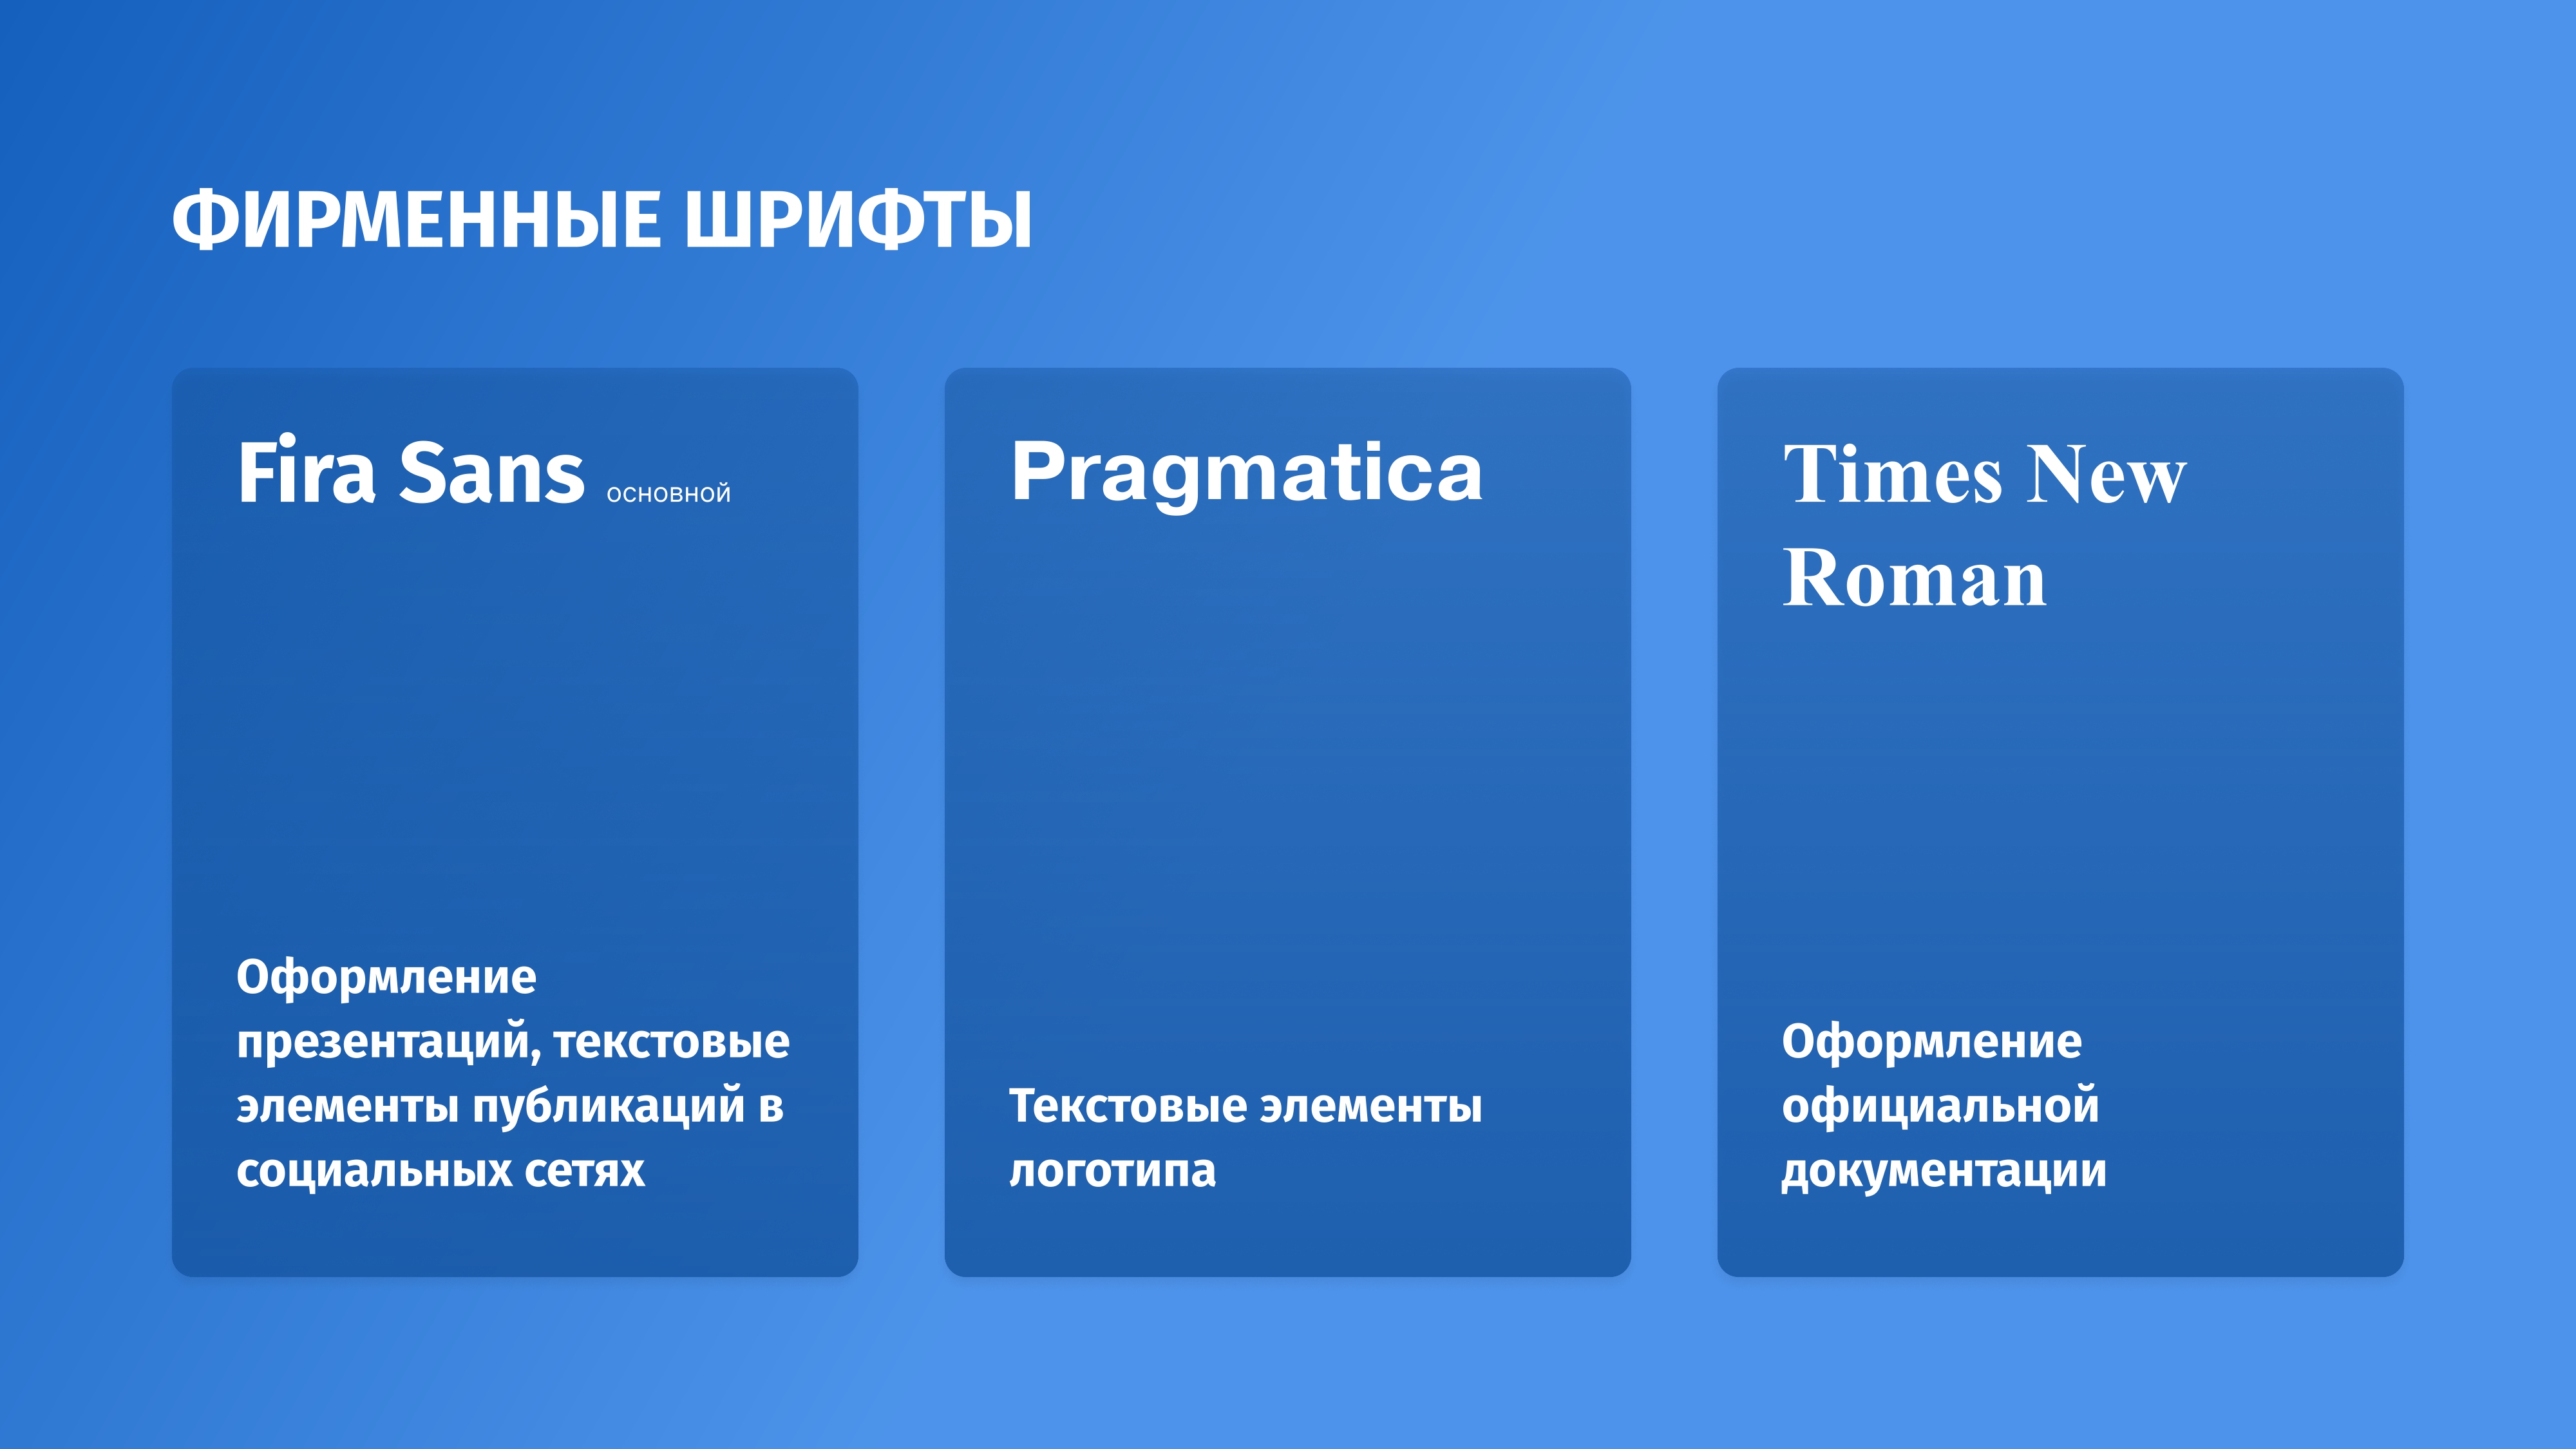 ФИРМЕННЫЕ ШРИФТЫ
Fira Sans основной
Оформление
презентаций, текстовые
элементы публикаций в
социальных сетях
Pragmatica
Текстовые элементы
логотипа
Times New
Roman
Оформление
официальной
документации